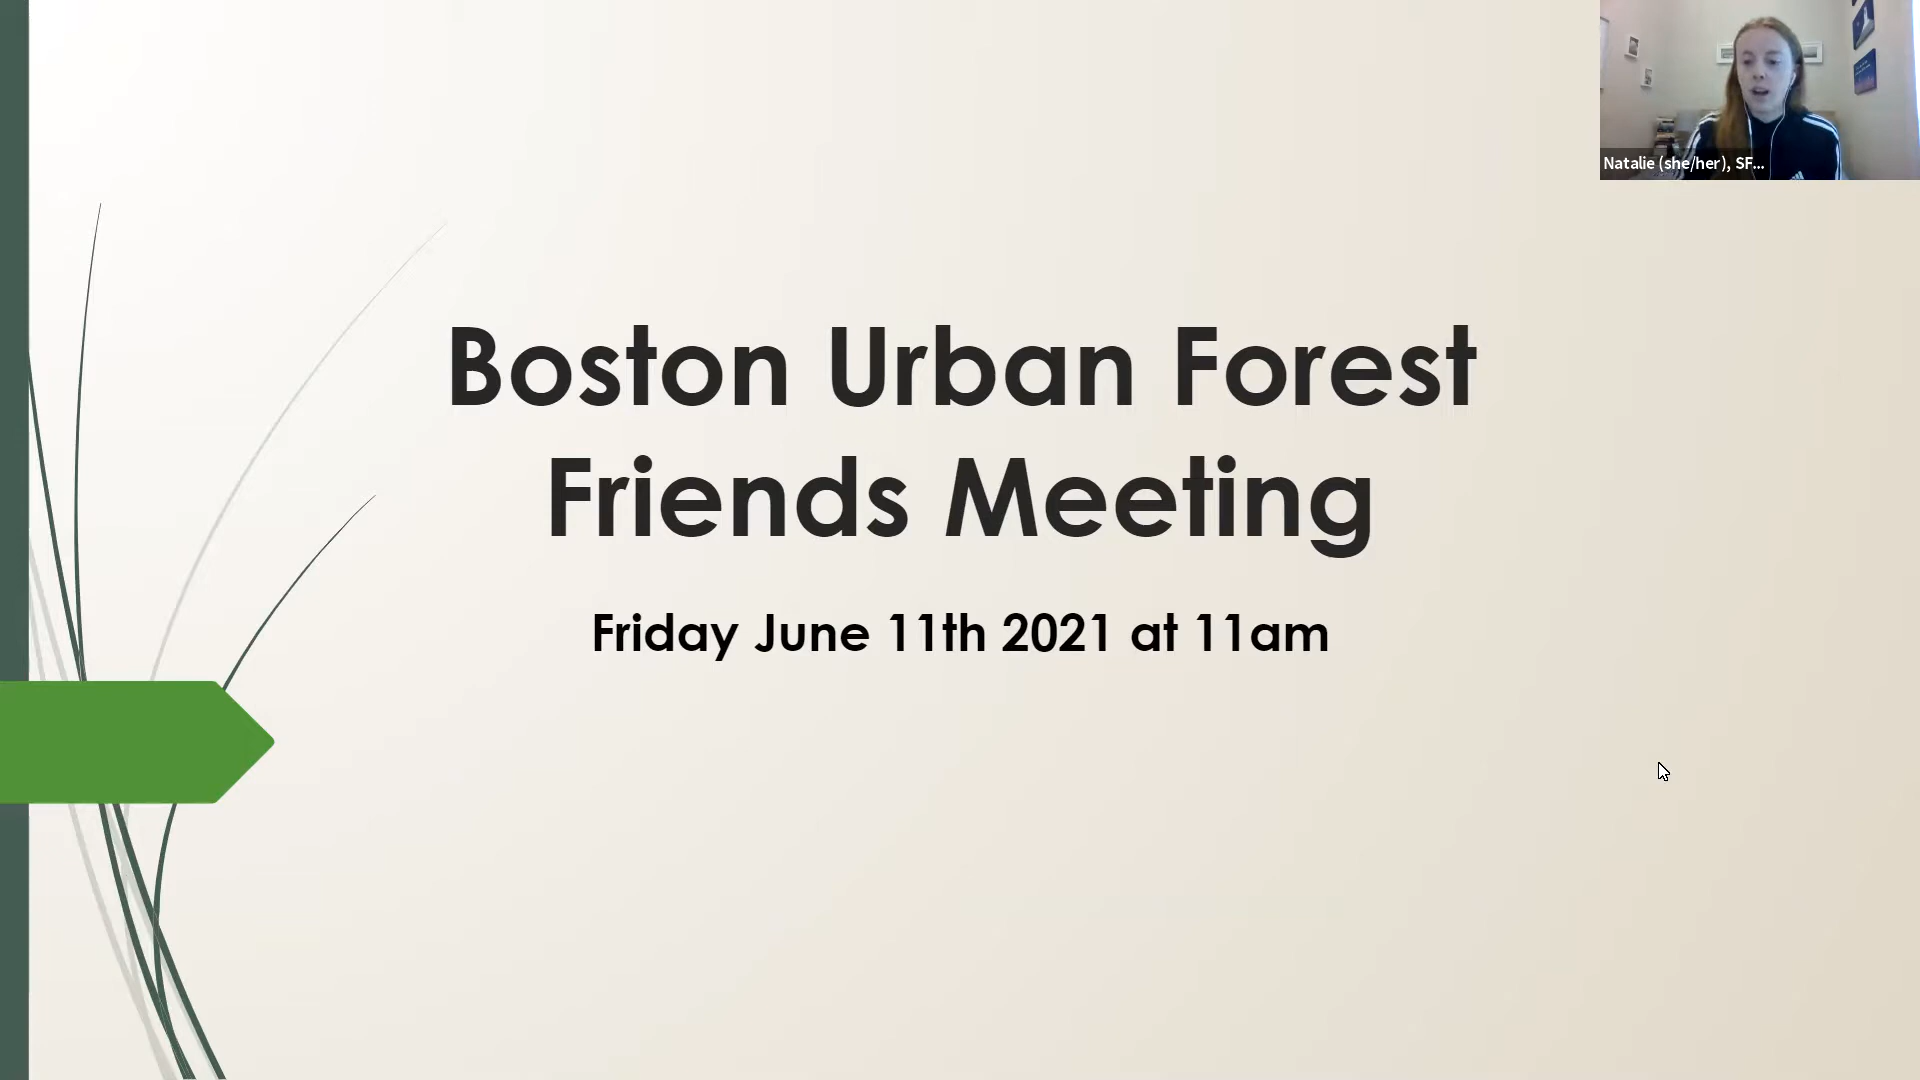 Natalie (she/her), SF...
Boston Urban Forest
Friends Meeting
Friday June 11th 2021 at 11am